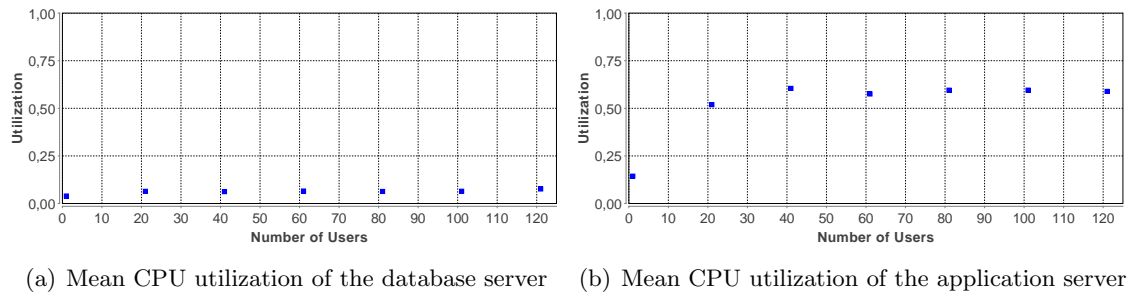 1,00
0,75
0,50
0,25
0,00
Utilization
0 10 20 30 40 50 60 70 80 90 100 110 120
Number of Users
(a) Mean CPU utilization of the database server
1,00
0,75
0,50
0,25
0,00
Utilization
0 10 20 30 40 50 60 70 80 90 100 110 120
Number of Users
(b) Mean CPU utilization of the application server